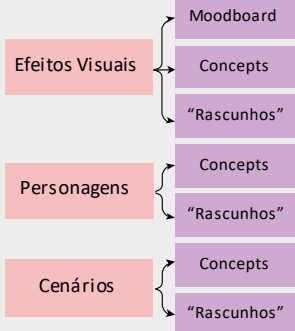 Moodboard
Efeitos Visuais
Concepts
“Rascunhos”
Concepts
Personagens
“Rascunhos”
Concepts
Cenários
“Rascunhos”